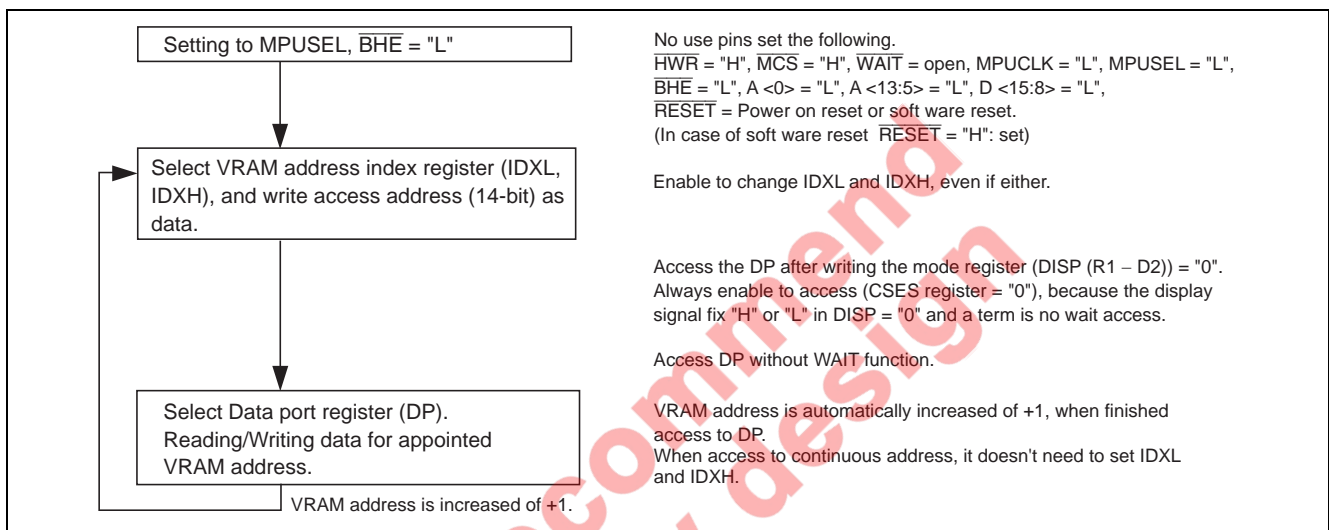 Setting to MPUSEL, BHE = "L"
No use pins set the following.
HWR = "H", MCS = "H", WAIT = open, MPUCLK = "L", MPUSEL = "L",
BHE = "L", A <0> = "L", A <13:5> = "L", D <15:8> = "L",
RESET = Power on reset or soft ware reset.
(In case of soft ware reset RESET = "H": set)
Select VRAM address index register (IDXL,
IDXH), and write access address (14-bit) as
data.
Enable to change IDXL and IDXH, even if either.
Access the DP after writing the mode register (DISP (R1 – D2)) = "0".
Always enable to access (CSES register = "0"), because the display
signal fix "H" or "L" in DISP = "0" and a term is no wait access.
Access DP without WAIT function.
Select Data port register (DP).
Reading/Writing data for appointed
VRAM address.
VRAM address is automatically increased of +1, when finished
access to DP.
When access to continuous address, it doesn't need to set IDXL
and IDXH.
VRAM address is increased of +1.
commend
design